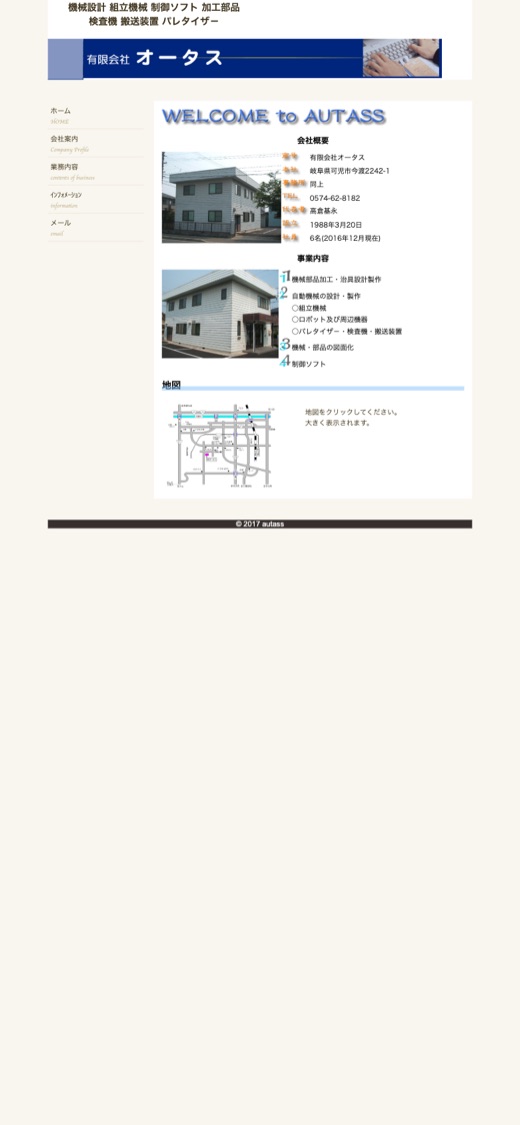 機械設計 組立機械 制御ソフト 加工部品
検査機 搬送装置 パレタイザー
有限会社 オータス
ホーム
HOME
会社案内
Company Profile
業務内容
contents of business
インフォメーション
Information
メール
email
WELCOME to AUTASS
会社概要
有限会社オータス
岐阜県可児市今渡2242-1
同上
TEL 0574-62-8182
高倉基永
1988年3月20日
6名(2016年12月現在)
事業内容
1 機械部品加工・治具設計製作
2 自動機械の設計・製作
○組立機械
○ロボット及び周辺機器
○パレタイザー・検査機・搬送装置
3 機械・部品の図面化
4 制御ソフト
地図
地図をクリックしてください。
大きく表示されます。
© 2017 autass